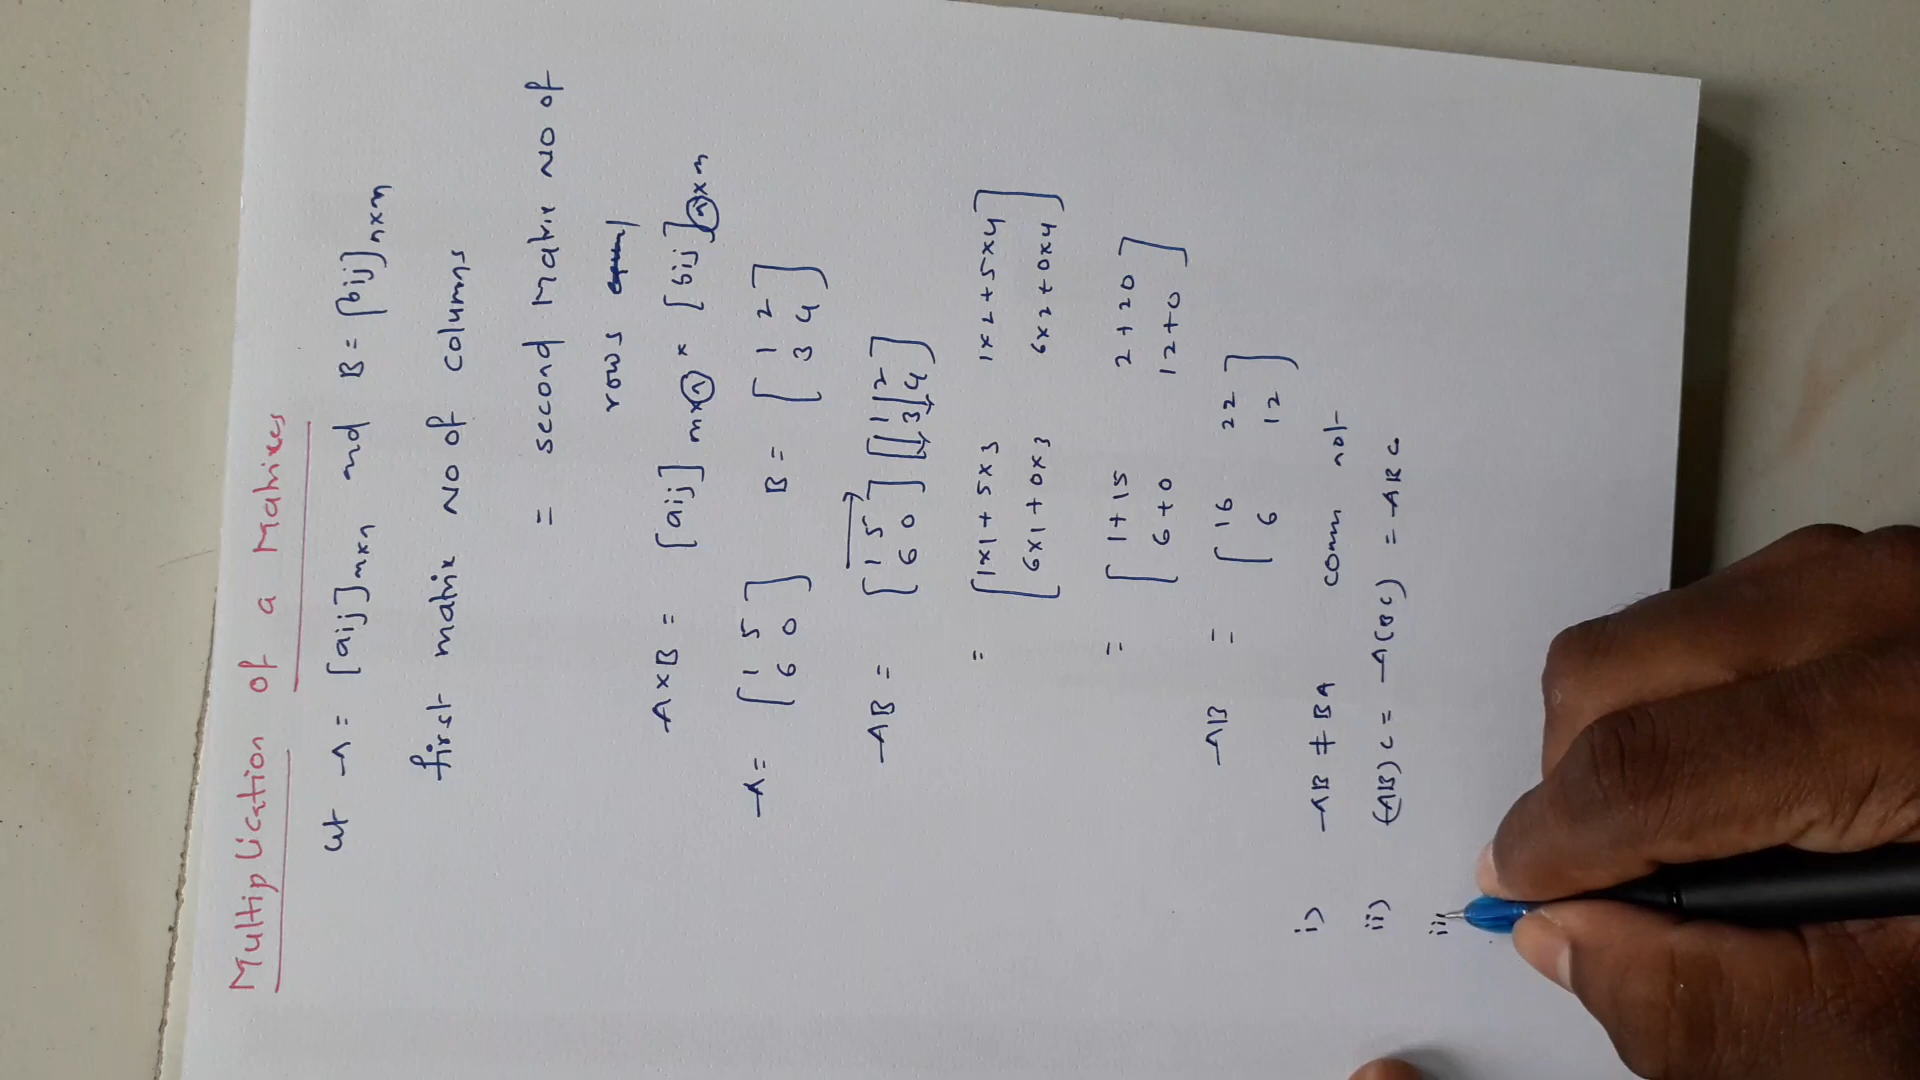 Multiplication of a Matrixes
let A = [aij]mxn and B = [bij]nxm
first matrix No of columns
= second Matrix No of
rows
A×B = [aij] m×n × [bij] n×m
A = [1 5 B = [1 2
6 0] 3 4]
AB = [1 5 [1 2
6 0] 3 4]
= [1×1+5×3 1×2+5×4
6×1+0×3 6×2+0×4]
= [1+15 2+20
6+0 12+0]
AB = [16 22
6 12]
i) AB ≠ BA comm not
ii) (AB)C = A(BC) = ABC
iii